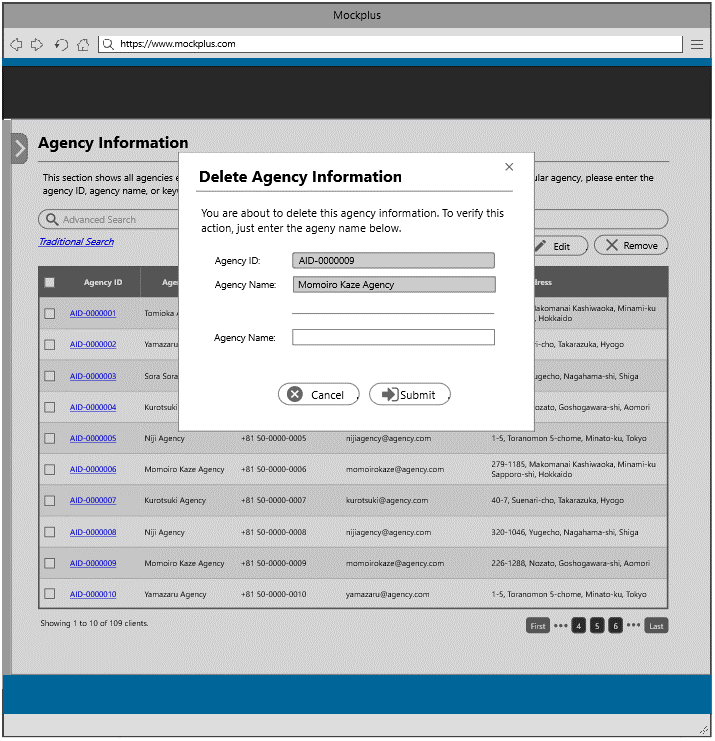 Mockplus
https://www.mockplus.com
Agency Information
This section shows all agencies e
ular agency, please enter the
agency ID, agency name, or key
Advanced Search
Traditional Search
Edit
Remove
Agency ID
Age
dress
AID-0000001
Tomioka A
Makomanai Kashiwaoka, Minami-ku
, Hokkaido
AID-0000002
Yamazaru
ri-cho, Takarazuka, Hyogo
AID-0000003
Sora Sora
Yugecho, Nagahama-shi, Shiga
AID-0000004
Kurotsuki
Nozato, Goshogawara-shi, Aomori
AID-0000005 Niji Agency +81 50-0000-0005 nijiagency@agency.com 1-5, Toranomon 5-chome, Minato-ku, Tokyo
AID-0000006 Momoiro Kaze Agency +81 50-0000-0006 momoirokaze@agency.com 279-1185, Makomanai Kashiwaoka, Minami-ku
Sapporo-shi, Hokkaido
AID-0000007 Kurotsuki Agency +81 50-0000-0007 kurotsuki@agency.com 40-7, Suenari-cho, Takarazuka, Hyogo
AID-0000008 Niji Agency +81 50-0000-0008 nijiagency@agency.com 320-1046, Yugecho, Nagahama-shi, Shiga
AID-0000009 Momoiro Kaze Agency +81 50-0000-0009 momoirokaze@agency.com 226-1288, Nozato, Goshogawara-shi, Aomori
AID-0000010 Yamazaru Agency +81 50-0000-0010 yamazaru@agency.com 1-5, Toranomon 5-chome, Minato-ku, Tokyo
Showing 1 to 10 of 109 clients.
First ••• 4 5 6 ••• Last
Delete Agency Information
You are about to delete this agency information. To verify this
action, just enter the ageny name below.
Agency ID: AID-0000009
Agency Name: Momoiro Kaze Agency
Agency Name:
Cancel
Submit